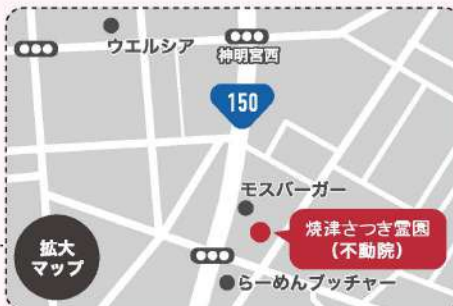 ウエルシア
神明宮西
150
モスバーガー
焼津さつき霊園
(不動院)
拡大
マップ
らーめんブッチャー